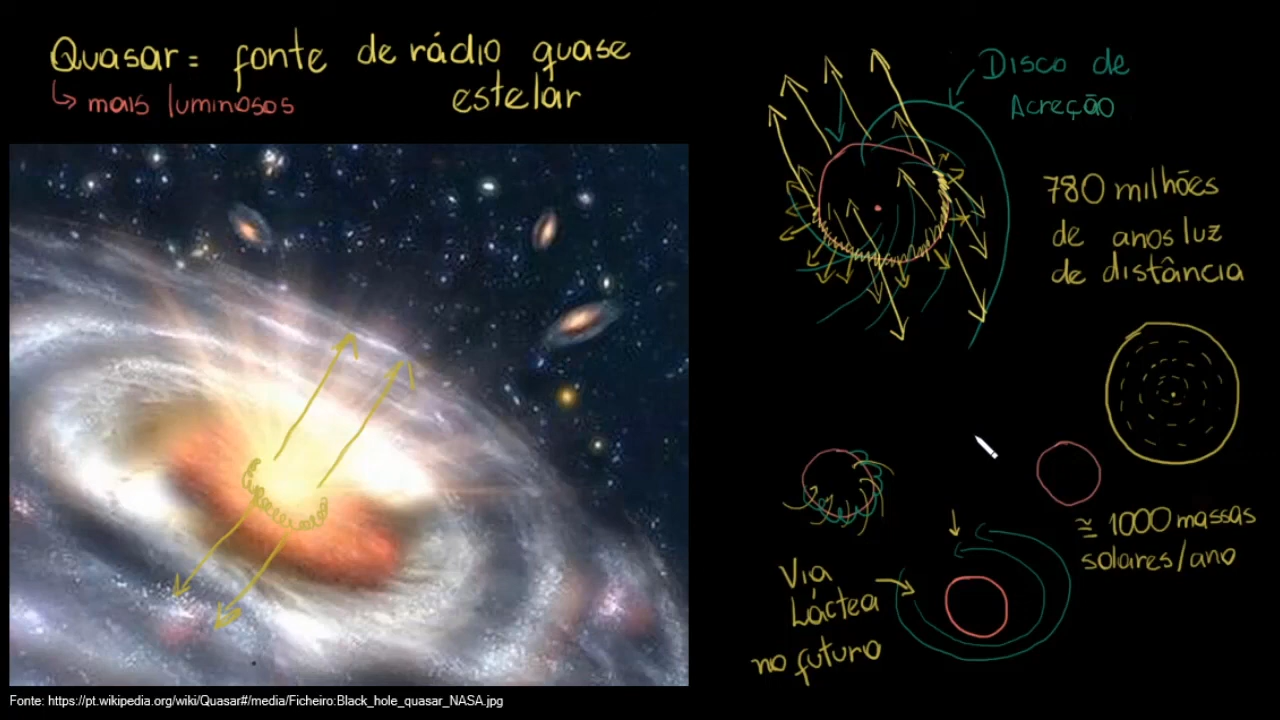 Quasar = fonte de rádio quase
estelar
↳ mais luminosos
Disco de
Acreção
780 milhões
de anos luz
de distância
≃ 1000 massas
solares/ano
Via
Láctea
no futuro
Fonte: https://pt.wikipedia.org/wiki/Quasar#/media/Ficheiro:Black_hole_quasar_NASA.jpg